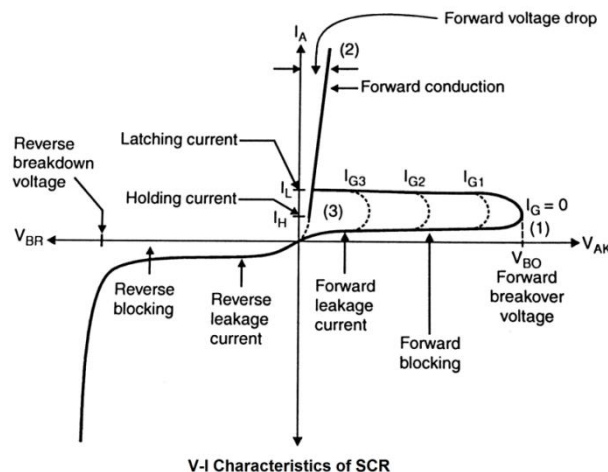 Forward voltage drop
I_A
(2)
Forward conduction
Reverse
breakdown
voltage
Latching current
I_L
Holding current
I_H
(3)
I_G3
I_G2
I_G1
I_G = 0
(1)
V_BR
V_AK
V_BO
Reverse
blocking
Reverse
leakage
current
Forward
leakage
current
Forward
blocking
Forward
breakover
voltage
V-I Characteristics of SCR